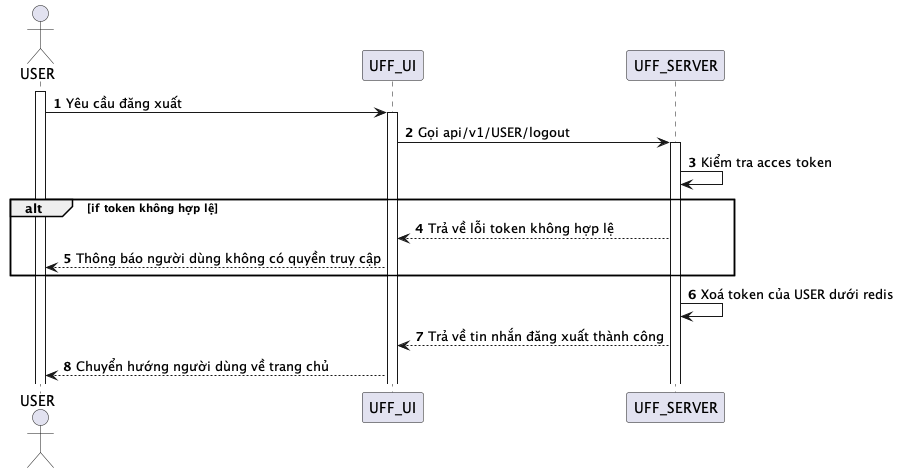 USER
UFF_UI
UFF_SERVER
1 Yêu cầu đăng xuất
2 Gọi api/v1/USER/logout
3 Kiểm tra acces token
alt [if token không hợp lệ]
4 Trả về lỗi token không hợp lệ
5 Thông báo người dùng không có quyền truy cập
6 Xoá token của USER dưới redis
7 Trả về tin nhắn đăng xuất thành công
8 Chuyển hướng người dùng về trang chủ
USER
UFF_UI
UFF_SERVER